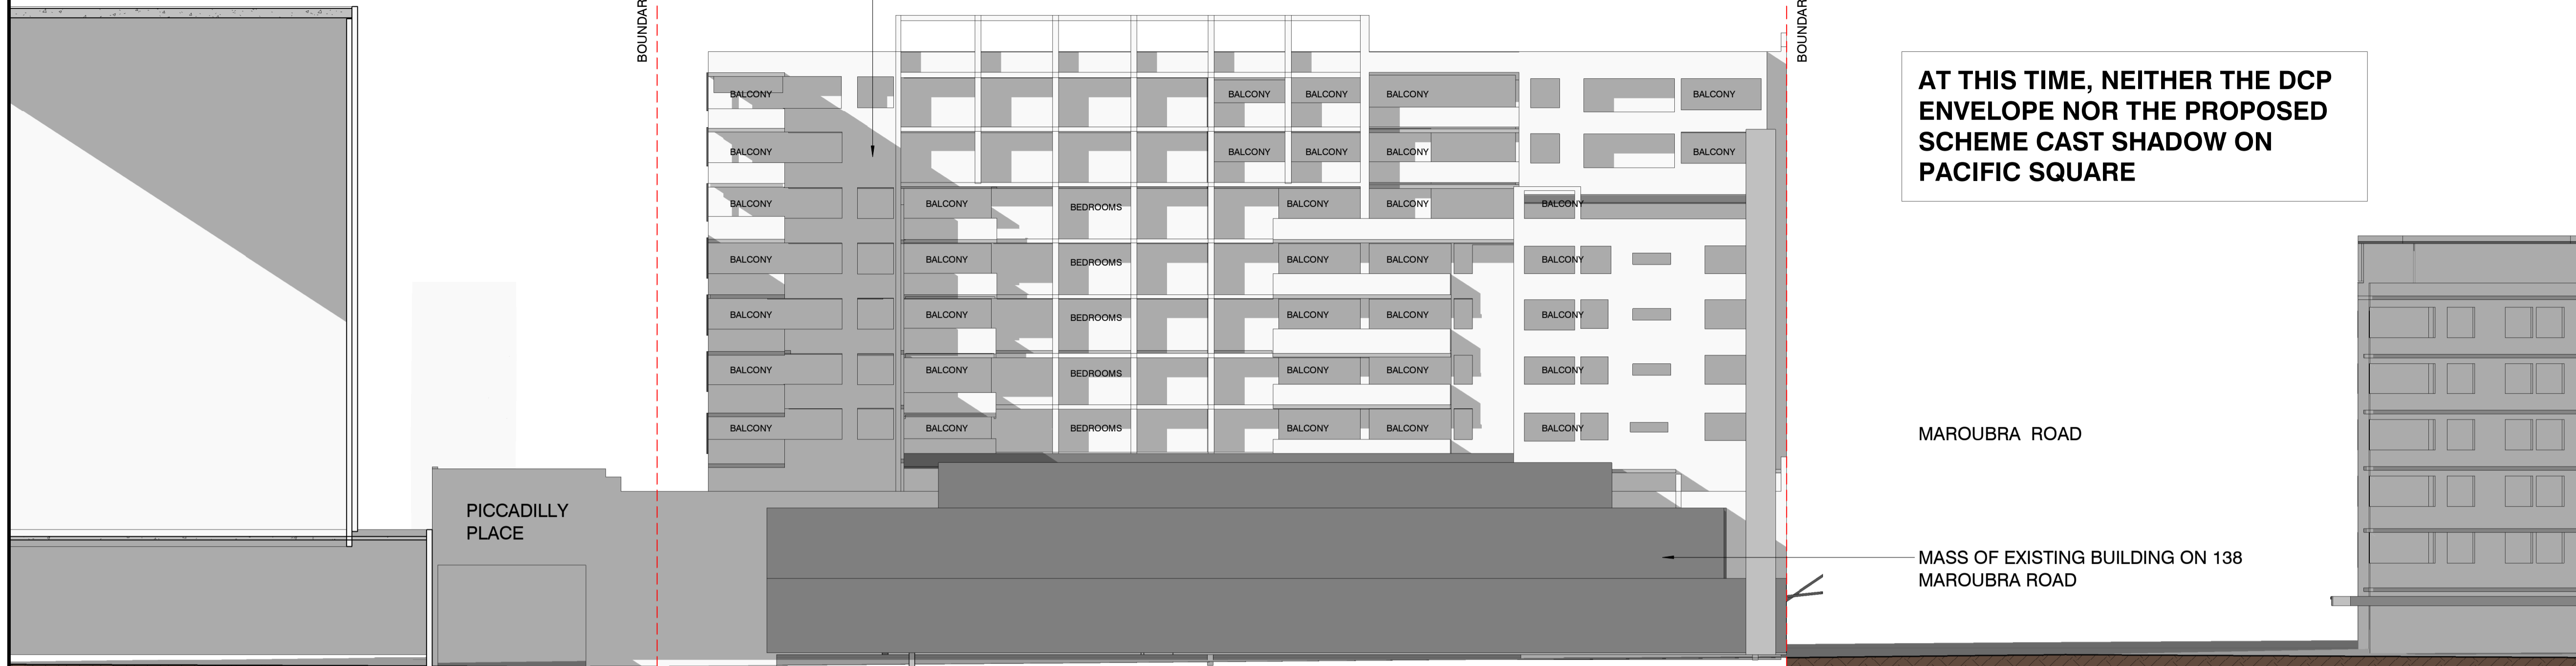 BOUNDAR
BOUNDAR
AT THIS TIME, NEITHER THE DCP
ENVELOPE NOR THE PROPOSED
SCHEME CAST SHADOW ON
PACIFIC SQUARE
BALCONY BALCONY BALCONY BALCONY BALCONY
BALCONY BALCONY BALCONY BALCONY BALCONY
BALCONY BALCONY BEDROOMS BALCONY BALCONY BALCONY
BALCONY BALCONY BEDROOMS BALCONY BALCONY BALCONY
BALCONY BALCONY BEDROOMS BALCONY BALCONY BALCONY
BALCONY BALCONY BEDROOMS BALCONY BALCONY BALCONY
BALCONY BALCONY BEDROOMS BALCONY BALCONY BALCONY
MAROUBRA ROAD
PICCADILLY
PLACE
MASS OF EXISTING BUILDING ON 138
MAROUBRA ROAD